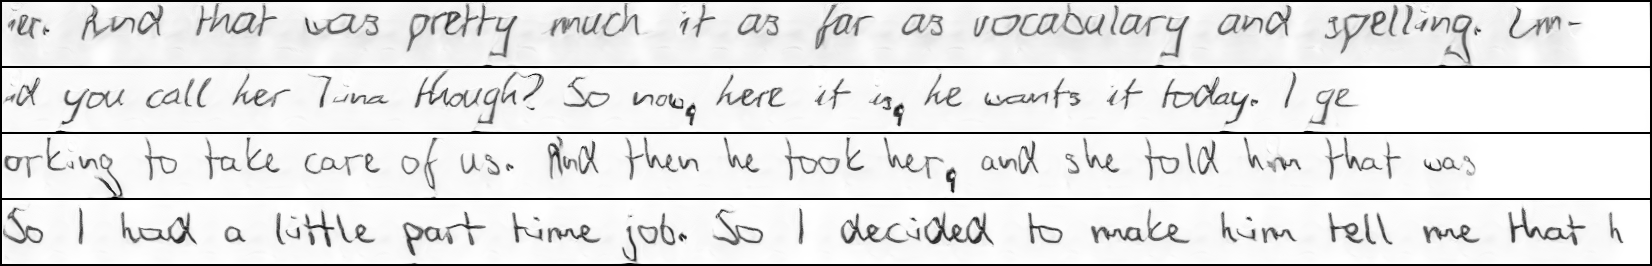 ier. And that was pretty much it as far as vocabulary and spelling. Um-
id you call her Tina though? So now, here it is, he wants it today. I ge
orking to take care of us. And then he took her, and she told him that was
So I had a little part time job. So I decided to make him tell me that h